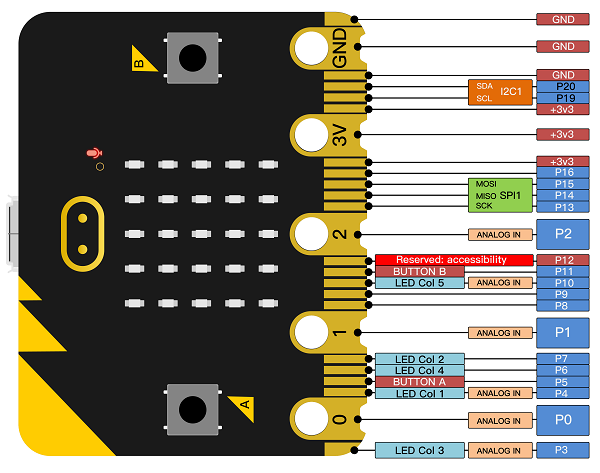 GND
GND
GND
GND
B
SDA I2C1 P20
SCL P19
+3v3
3V +3v3
+3v3
P16
MOSI P15
MISO SPI1 P14
SCK P13
2 ANALOG IN P2
Reserved: accessibility P12
BUTTON B P11
LED Col 5 ANALOG IN P10
P9
P8
1 ANALOG IN P1
LED Col 2 P7
LED Col 4 P6
BUTTON A P5
LED Col 1 ANALOG IN P4
A
0 ANALOG IN P0
LED Col 3 ANALOG IN P3